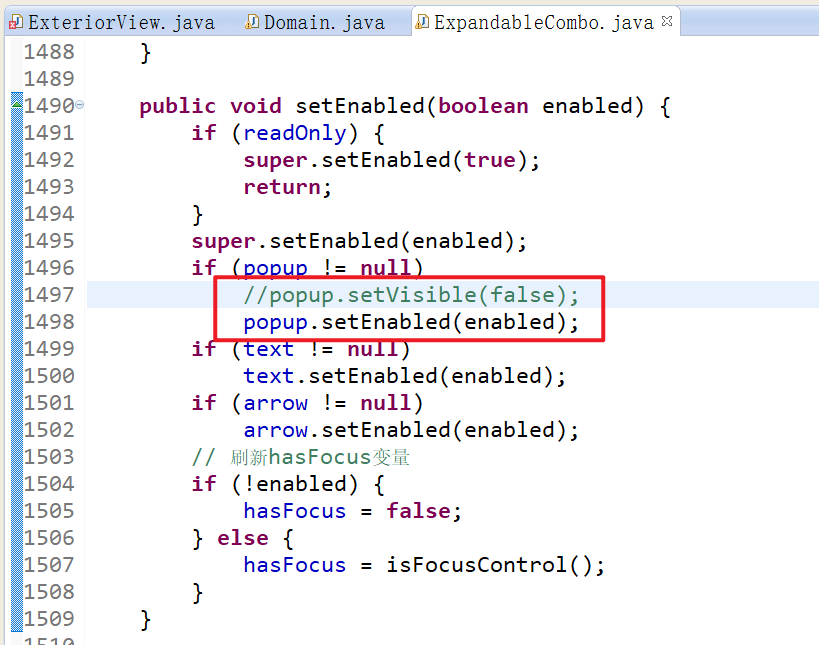 ExteriorView.java Domain.java ExpandableCombo.java
1488 }
1489
1490 public void setEnabled(boolean enabled) {
1491 if (readOnly) {
1492 super.setEnabled(true);
1493 return;
1494 }
1495 super.setEnabled(enabled);
1496 if (popup != null)
1497 //popup.setVisible(false);
1498 popup.setEnabled(enabled);
1499 if (text != null)
1500 text.setEnabled(enabled);
1501 if (arrow != null)
1502 arrow.setEnabled(enabled);
1503 // 刷新hasFocus变量
1504 if (!enabled) {
1505 hasFocus = false;
1506 } else {
1507 hasFocus = isFocusControl();
1508 }
1509 }